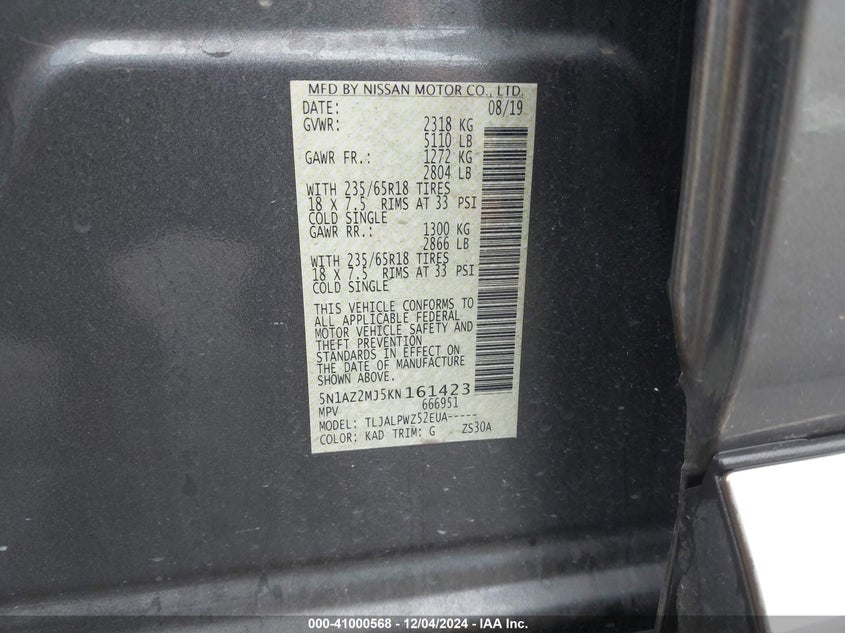 MFD BY NISSAN MOTOR CO., LTD.
DATE: 08/19
GVWR: 2318 KG
5110 LB
GAWR FR.: 1272 KG
2804 LB
WITH 235/65R18 TIRES
18 X 7.5 RIMS AT 33 PSI
COLD SINGLE
GAWR RR.: 1300 KG
2866 LB
WITH 235/65R18 TIRES
18 X 7.5 RIMS AT 33 PSI
COLD SINGLE
THIS VEHICLE CONFORMS TO
ALL APPLICABLE FEDERAL
MOTOR VEHICLE SAFETY AND
THEFT PREVENTION
STANDARDS IN EFFECT ON
THE DATE OF MANUFACTURE
SHOWN ABOVE.
5N1AZ2MJ5KN161423
MPV 666951
MODEL: TLJALPWZ52EUA-----
COLOR: KAD TRIM: G ZS30A
000-41000568 - 12/04/2024 - IAA Inc.